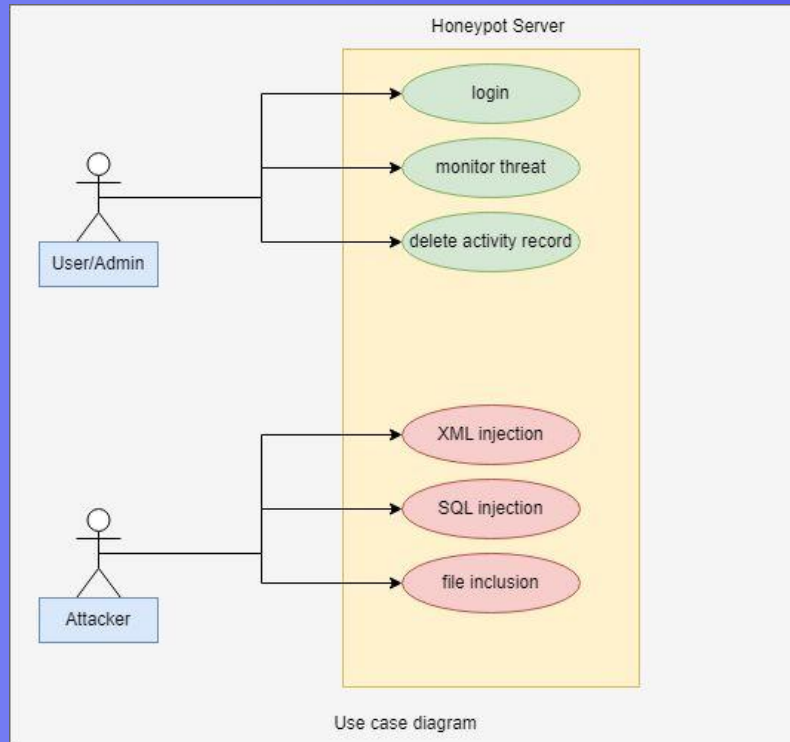 Honeypot Server
login
monitor threat
delete activity record
User/Admin
XML injection
SQL injection
file inclusion
Attacker
Use case diagram